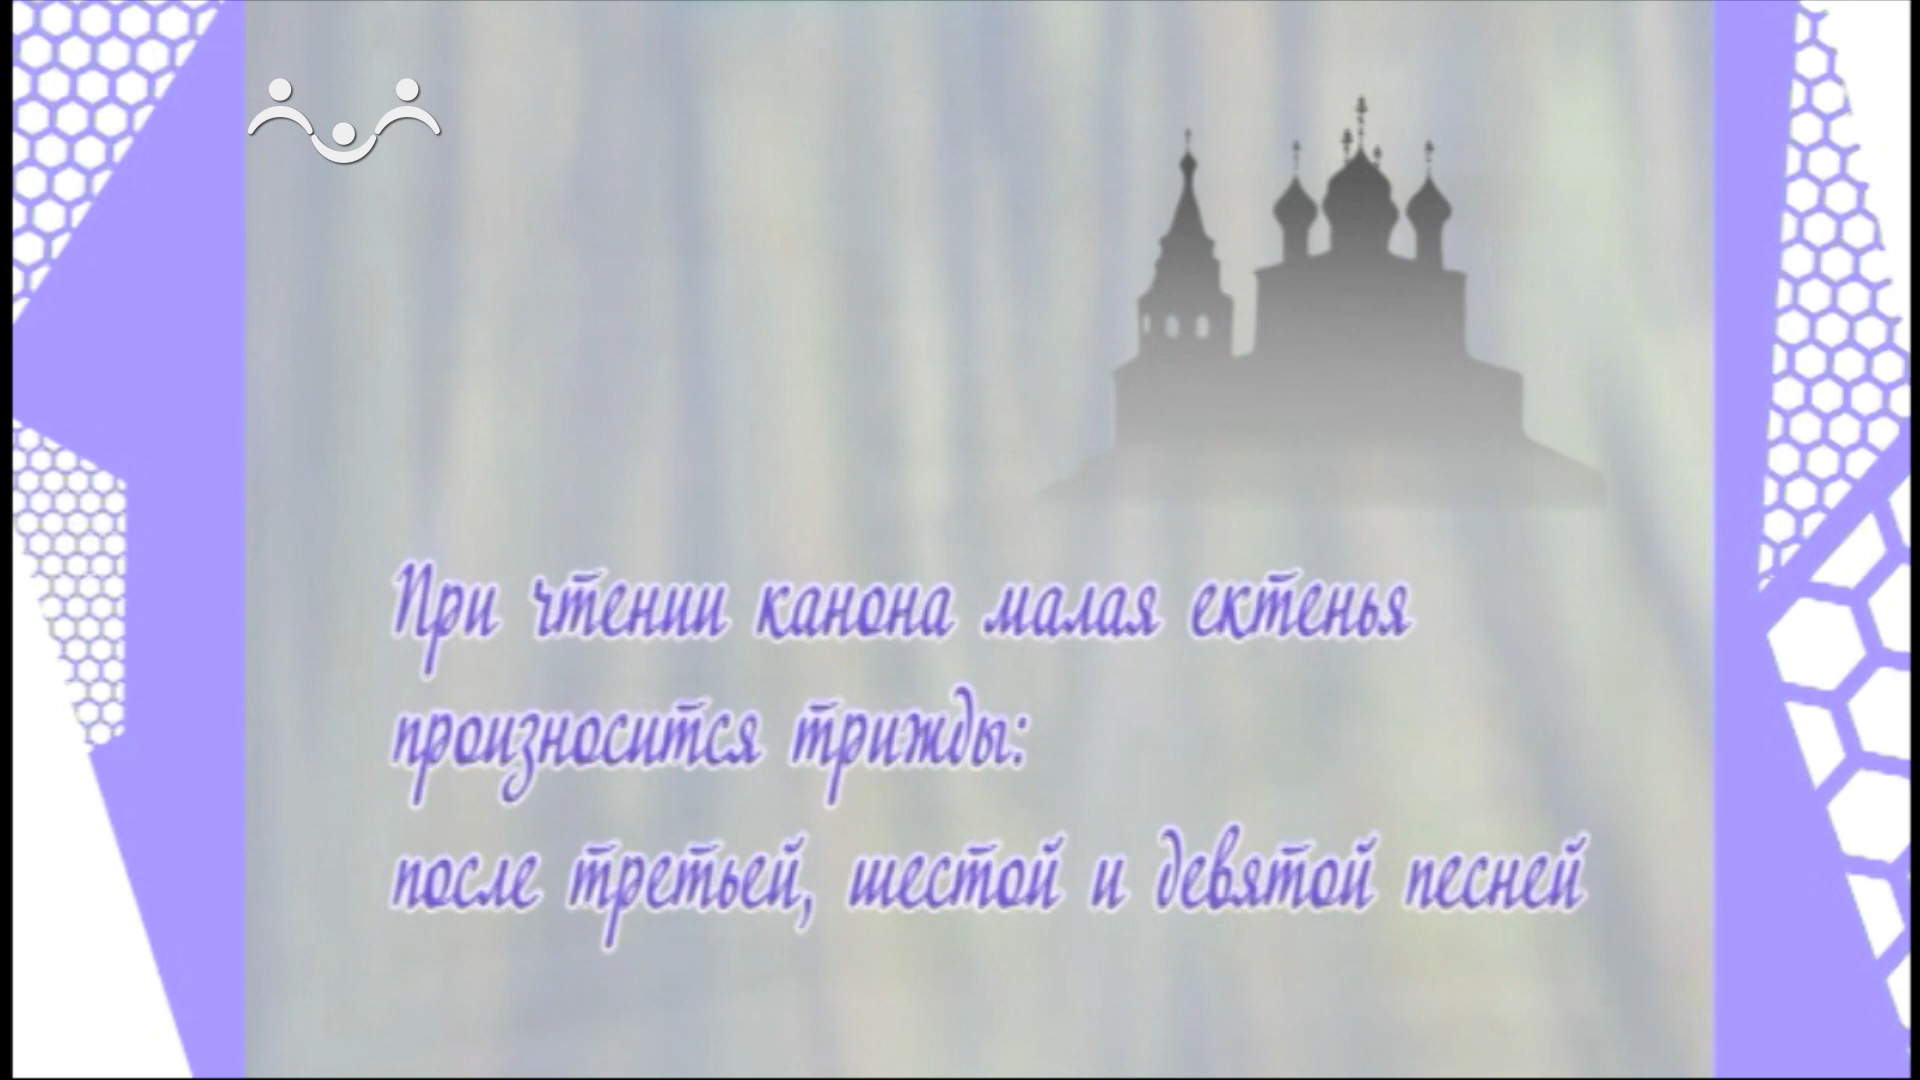 При чтении канона малая ектенья
произносится трижды:
после третьей, шестой и девятой песней